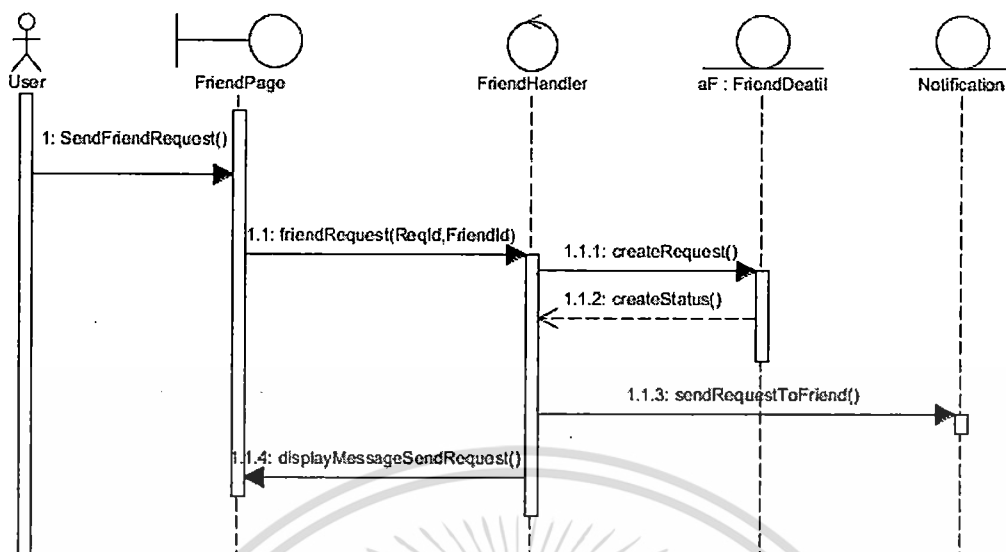 User
FriendPage
FriendHandler
aF : FriendDeatil
Notification
1: SendFriendRequest()
1.1: friendRequest(ReqId,FriendId)
1.1.1: createRequest()
1.1.2: createStatus()
1.1.3: sendRequestToFriend()
1.1.4: displayMessageSendRequest()